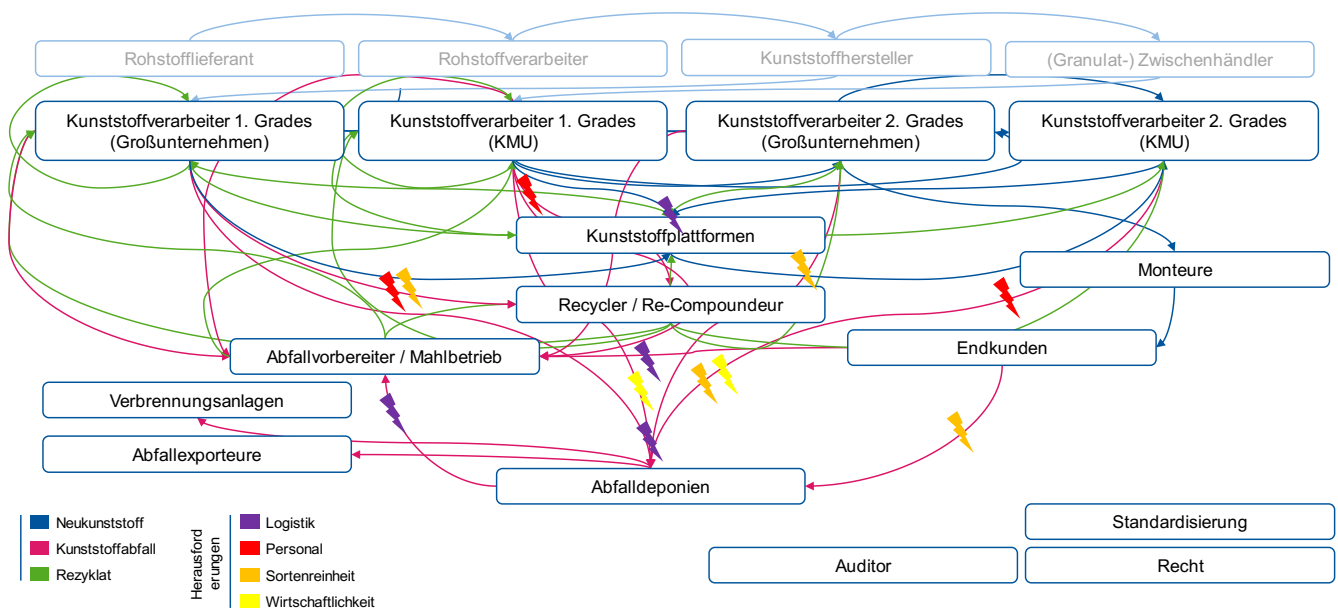 Rohstofflieferant
Rohstoffverarbeiter
Kunststoffhersteller
(Granulat-) Zwischenhändler
Kunststoffverarbeiter 1. Grades
(Großunternehmen)
Kunststoffverarbeiter 1. Grades
(KMU)
Kunststoffverarbeiter 2. Grades
(Großunternehmen)
Kunststoffverarbeiter 2. Grades
(KMU)
Kunststoffplattformen
Monteure
Recycler / Re-Compoundeur
Abfallvorbereiter / Mahlbetrieb
Endkunden
Verbrennungsanlagen
Abfallexporteure
Abfalldeponien
Neukunststoff
Kunststoffabfall
Rezyklat
Herausford
erungen
Logistik
Personal
Sortenreinheit
Wirtschaftlichkeit
Standardisierung
Auditor
Recht